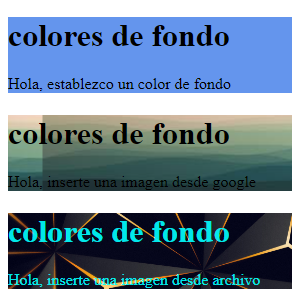 colores de fondo
Hola, establezco un color de fondo
colores de fondo
Hola, inserte una imagen desde google
colores de fondo
Hola, inserte una imagen desde archivo